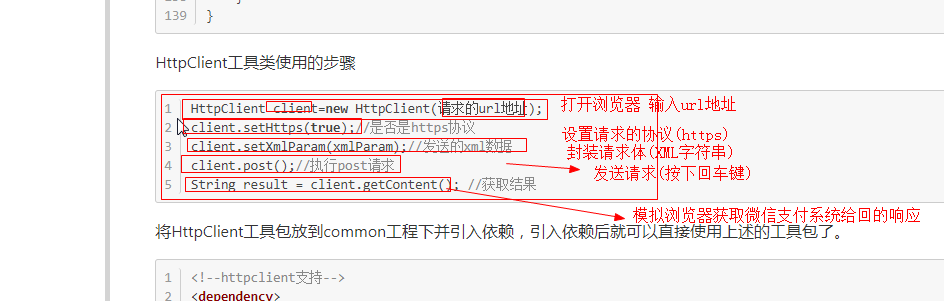 139 }
HttpClient工具类使用的步骤
1 HttpClient client=new HttpClient(请求的url地址); 打开浏览器 输入url地址
2 client.setHttps(true);//是否是https协议 设置请求的协议(https)
3 client.setXmlParam(xmlParam);//发送的xml数据 封装请求体(XML字符串)
4 client.post();//执行post请求 发送请求(按下回车键)
5 String result = client.getContent(); //获取结果
模拟浏览器获取微信支付系统给回的响应
将HttpClient工具包放到common工程下并引入依赖，引入依赖后就可以直接使用上述的工具包了。
1 <!--httpclient支持-->
2 <dependency>